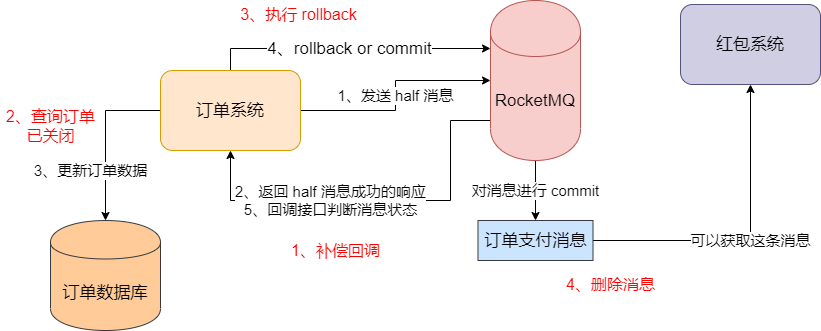 3、执行 rollback
4、rollback or commit
红包系统
1、发送 half 消息
RocketMQ
订单系统
2、查询订单
已关闭
3、更新订单数据
2、返回 half 消息成功的响应
5、回调接口判断消息状态
对消息进行 commit
订单支付消息
可以获取这条消息
1、补偿回调
4、删除消息
订单数据库